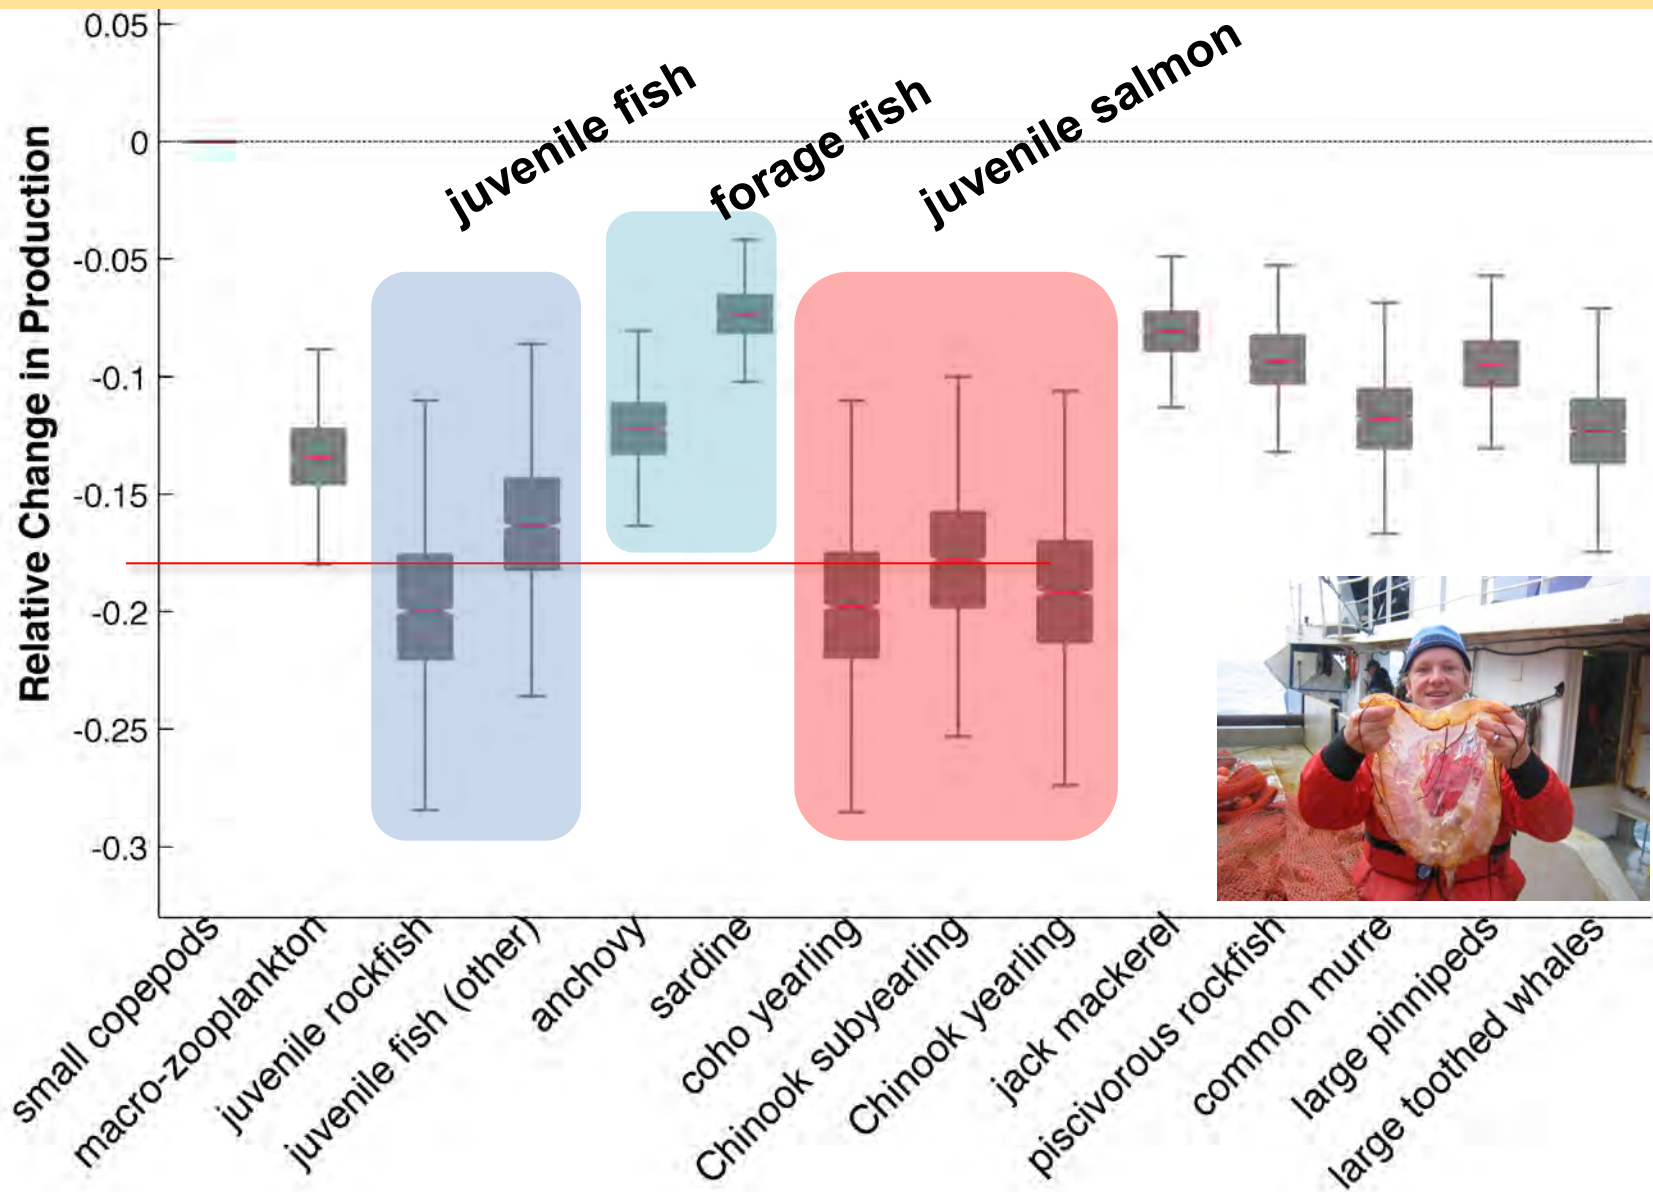 0.05
0
-0.05
-0.1
-0.15
-0.2
-0.25
-0.3
Relative Change in Production
juvenile fish
forage fish
juvenile salmon
small copepods
macro-zooplankton
juvenile rockfish
juvenile fish (other)
anchovy
sardine
coho yearling
Chinook subyearling
Chinook yearling
jack mackerel
piscivorous rockfish
common murre
large pinnipeds
large toothed whales